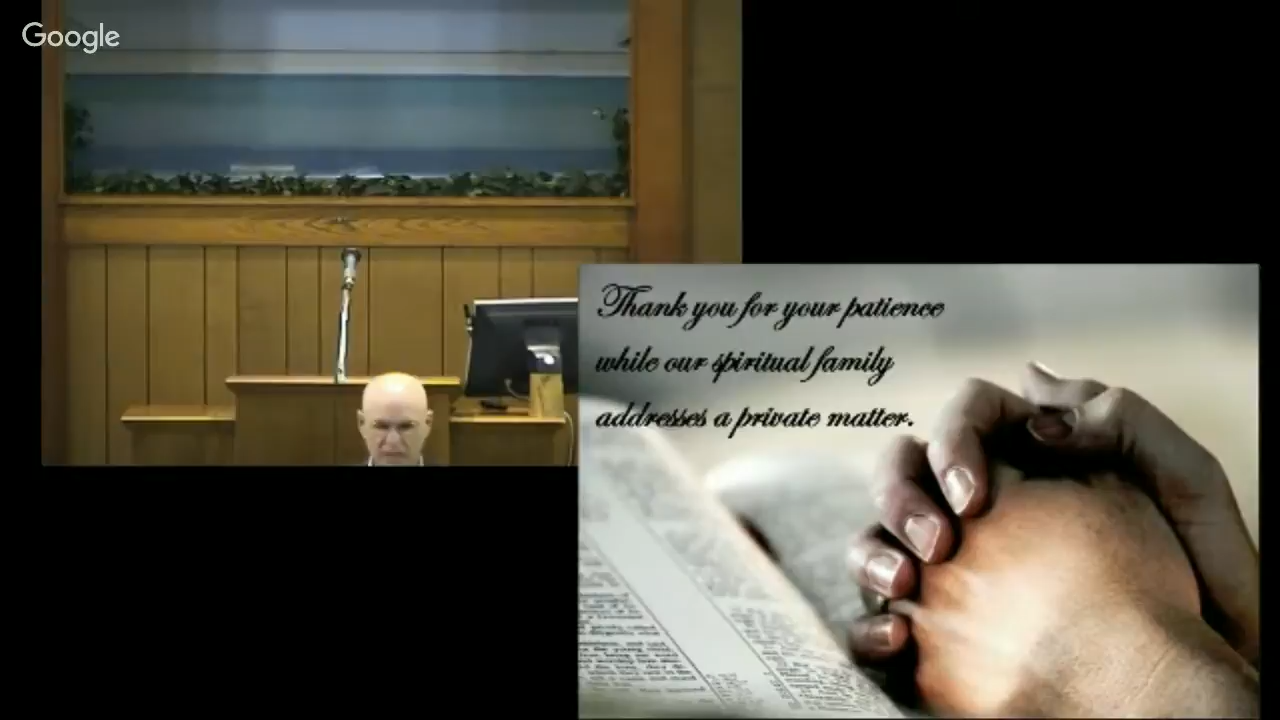 Google
Thank you for your patience
while our spiritual family
addresses a private matter.